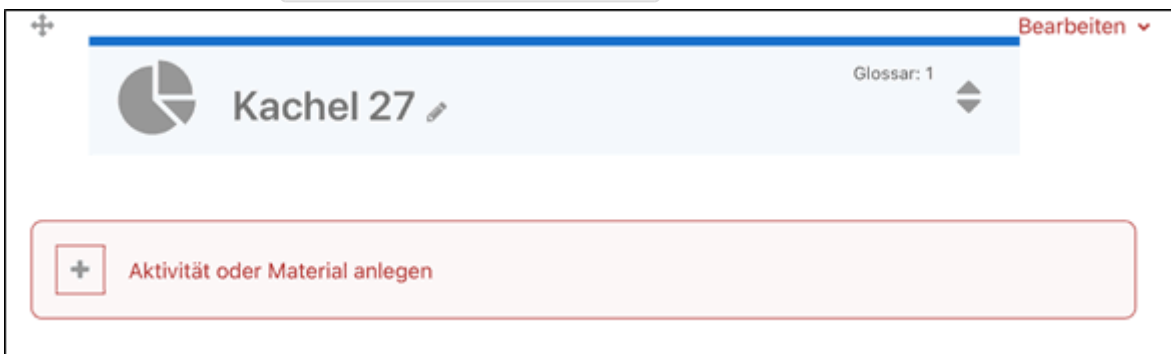 Bearbeiten
Glossar: 1
Kachel 27
Aktivität oder Material anlegen